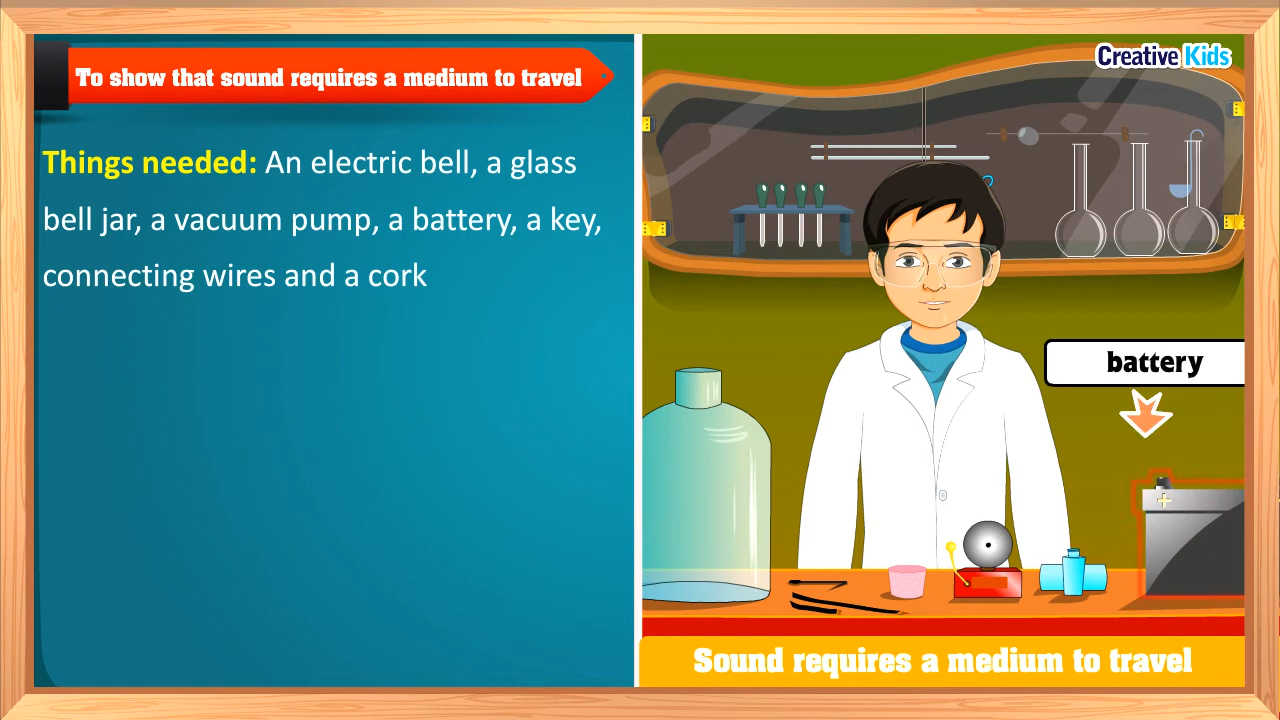 To show that sound requires a medium to travel
Things needed: An electric bell, a glass
bell jar, a vacuum pump, a battery, a key,
connecting wires and a cork
Creative Kids
battery
+
Sound requires a medium to travel